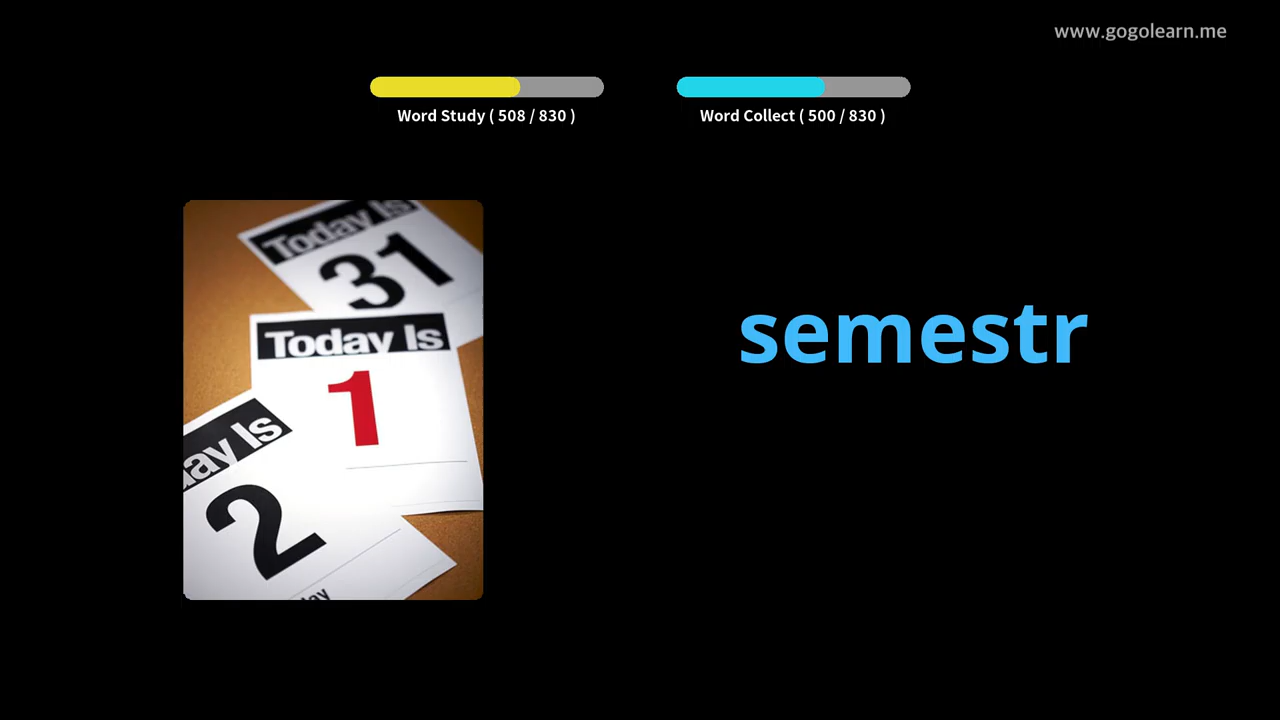 www.gogolearn.me
Word Study ( 508 / 830 )
Word Collect ( 500 / 830 )
Today Is
31
Today Is
1
day Is
2
semestr